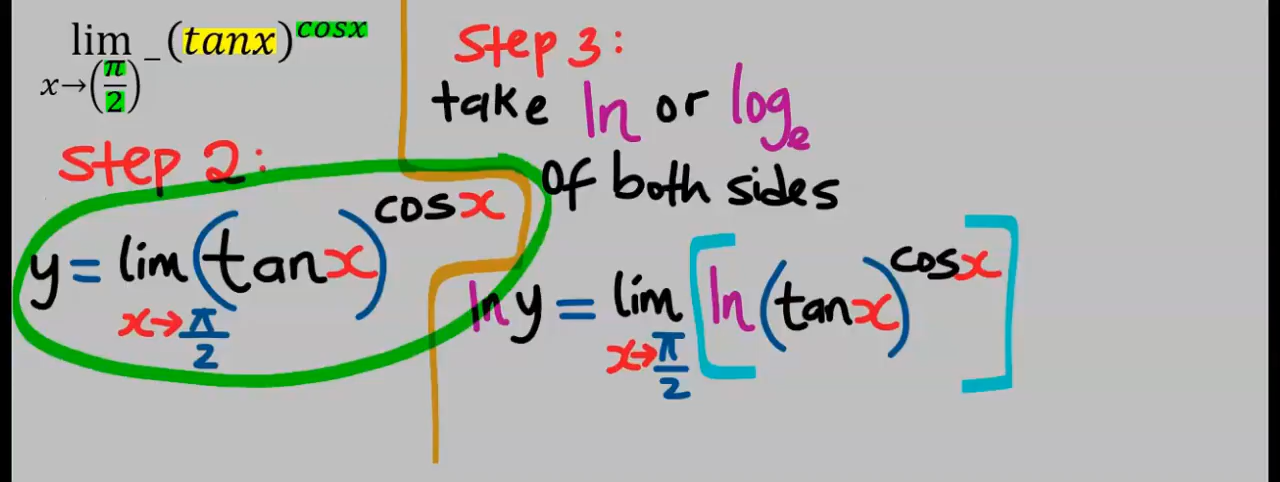 lim x→(π/2)⁻ (tanx)^cosx
Step 2:
y = lim x→π/2 (tanx)^cosx
Step 3:
take ln or logₑ
of both sides
ln y = lim x→π/2 [ln (tanx)^cosx]